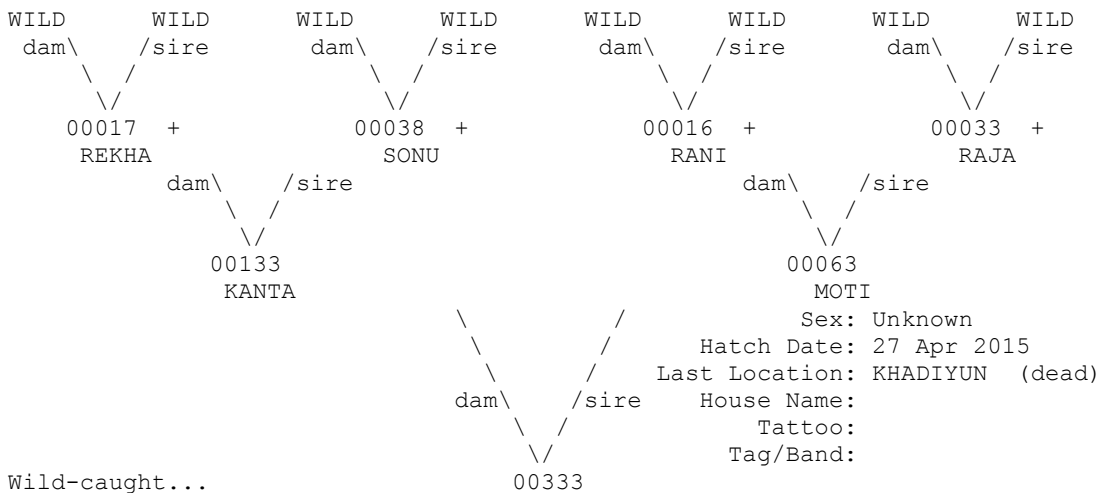 WILD WILD WILD WILD WILD WILD WILD WILD
dam\ /sire dam\ /sire dam\ /sire dam\ /sire
\ / \ / \ / \ /
\/ \/ \/ \/
00017 + 00038 + 00016 + 00033 +
REKHA SONU RANI RAJA
dam\ /sire dam\ /sire
\ / \ /
\/ \/
00133 00063
KANTA MOTI
\ / Sex: Unknown
\ / Hatch Date: 27 Apr 2015
\ / Last Location: KHADIYUN (dead)
dam\ /sire House Name:
\ / Tattoo:
\/ Tag/Band:
Wild-caught... 00333